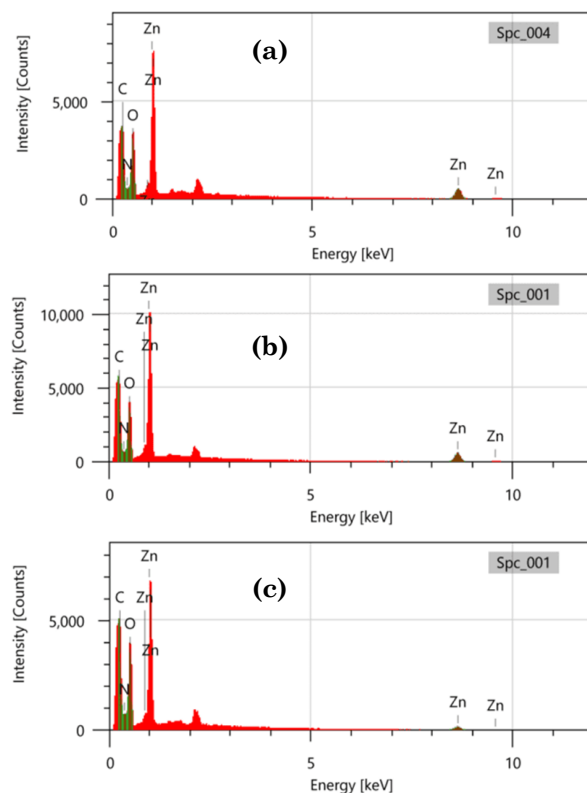 Zn
(a)
Spc_004
Intensity [Counts]
C
Zn
5,000
O
N
Zn
Zn
0
0
5
10
Energy [keV]
Zn
Spc_001
10,000
Zn
(b)
Intensity [Counts]
Zn
C
O
5,000
N
Zn
Zn
0
0
5
10
Energy [keV]
Zn
Spc_001
(c)
Intensity [Counts]
C
Zn
5,000
O
Zn
N
Zn
Zn
0
0
5
10
Energy [keV]